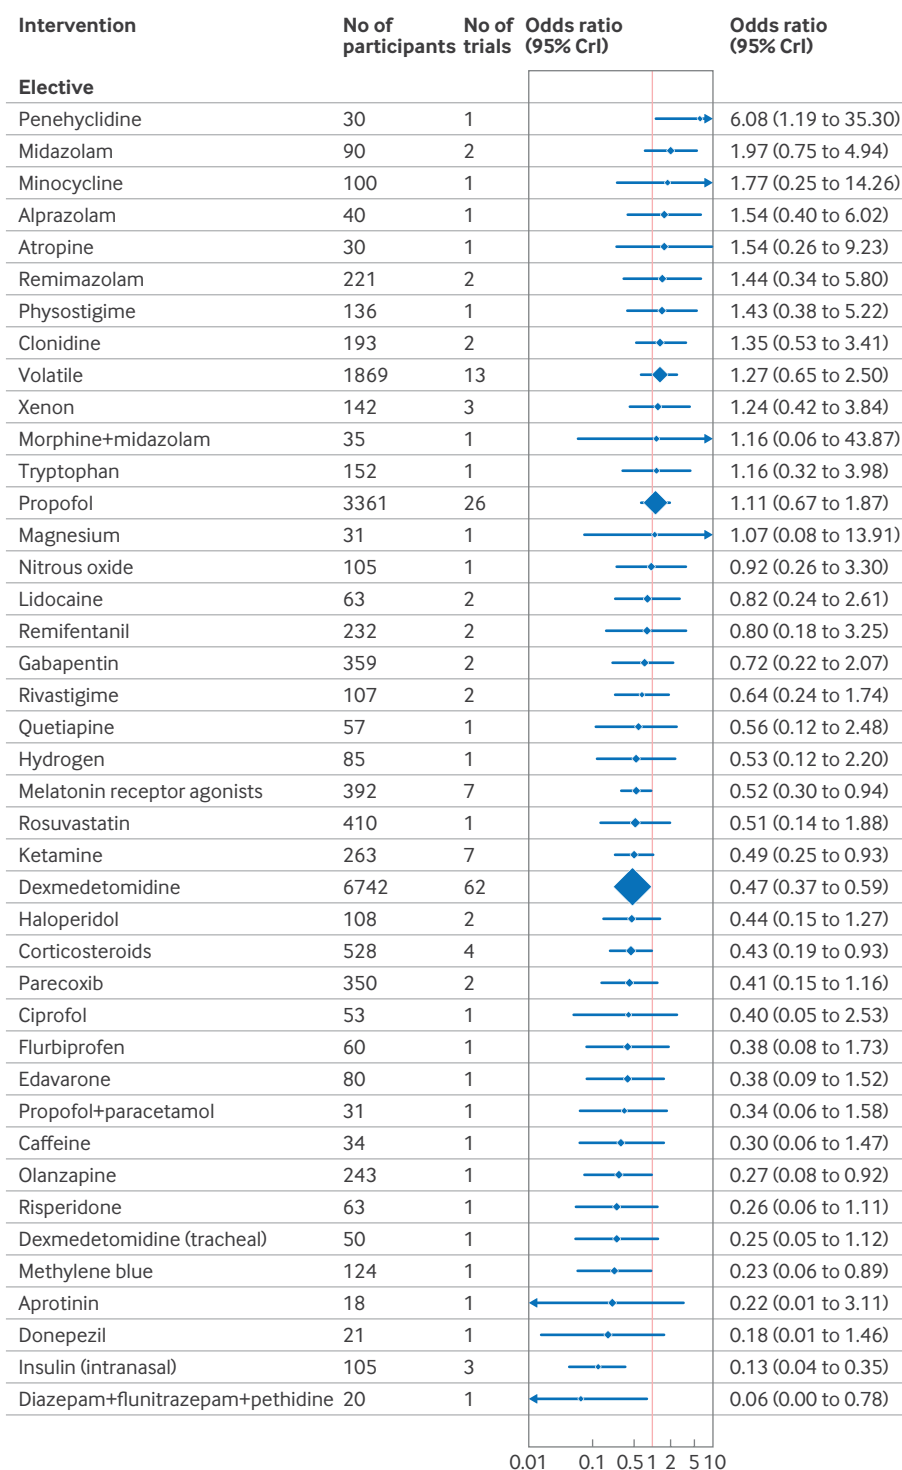 Intervention No of participants No of trials Odds ratio (95% CrI) Odds ratio (95% CrI)
Elective
Penehyclidine 30 1 6.08 (1.19 to 35.30)
Midazolam 90 2 1.97 (0.75 to 4.94)
Minocycline 100 1 1.77 (0.25 to 14.26)
Alprazolam 40 1 1.54 (0.40 to 6.02)
Atropine 30 1 1.54 (0.26 to 9.23)
Remimazolam 221 2 1.44 (0.34 to 5.80)
Physostigime 136 1 1.43 (0.38 to 5.22)
Clonidine 193 2 1.35 (0.53 to 3.41)
Volatile 1869 13 1.27 (0.65 to 2.50)
Xenon 142 3 1.24 (0.42 to 3.84)
Morphine+midazolam 35 1 1.16 (0.06 to 43.87)
Tryptophan 152 1 1.16 (0.32 to 3.98)
Propofol 3361 26 1.11 (0.67 to 1.87)
Magnesium 31 1 1.07 (0.08 to 13.91)
Nitrous oxide 105 1 0.92 (0.26 to 3.30)
Lidocaine 63 2 0.82 (0.24 to 2.61)
Remifentanil 232 2 0.80 (0.18 to 3.25)
Gabapentin 359 2 0.72 (0.22 to 2.07)
Rivastigime 107 2 0.64 (0.24 to 1.74)
Quetiapine 57 1 0.56 (0.12 to 2.48)
Hydrogen 85 1 0.53 (0.12 to 2.20)
Melatonin receptor agonists 392 7 0.52 (0.30 to 0.94)
Rosuvastatin 410 1 0.51 (0.14 to 1.88)
Ketamine 263 7 0.49 (0.25 to 0.93)
Dexmedetomidine 6742 62 0.47 (0.37 to 0.59)
Haloperidol 108 2 0.44 (0.15 to 1.27)
Corticosteroids 528 4 0.43 (0.19 to 0.93)
Parecoxib 350 2 0.41 (0.15 to 1.16)
Ciprofol 53 1 0.40 (0.05 to 2.53)
Flurbiprofen 60 1 0.38 (0.08 to 1.73)
Edavarone 80 1 0.38 (0.09 to 1.52)
Propofol+paracetamol 31 1 0.34 (0.06 to 1.58)
Caffeine 34 1 0.30 (0.06 to 1.47)
Olanzapine 243 1 0.27 (0.08 to 0.92)
Risperidone 63 1 0.26 (0.06 to 1.11)
Dexmedetomidine (tracheal) 50 1 0.25 (0.05 to 1.12)
Methylene blue 124 1 0.23 (0.06 to 0.89)
Aprotinin 18 1 0.22 (0.01 to 3.11)
Donepezil 21 1 0.18 (0.01 to 1.46)
Insulin (intranasal) 105 3 0.13 (0.04 to 0.35)
Diazepam+flunitrazepam+pethidine 20 1 0.06 (0.00 to 0.78)
0.01 0.1 0.5 1 2 5 10